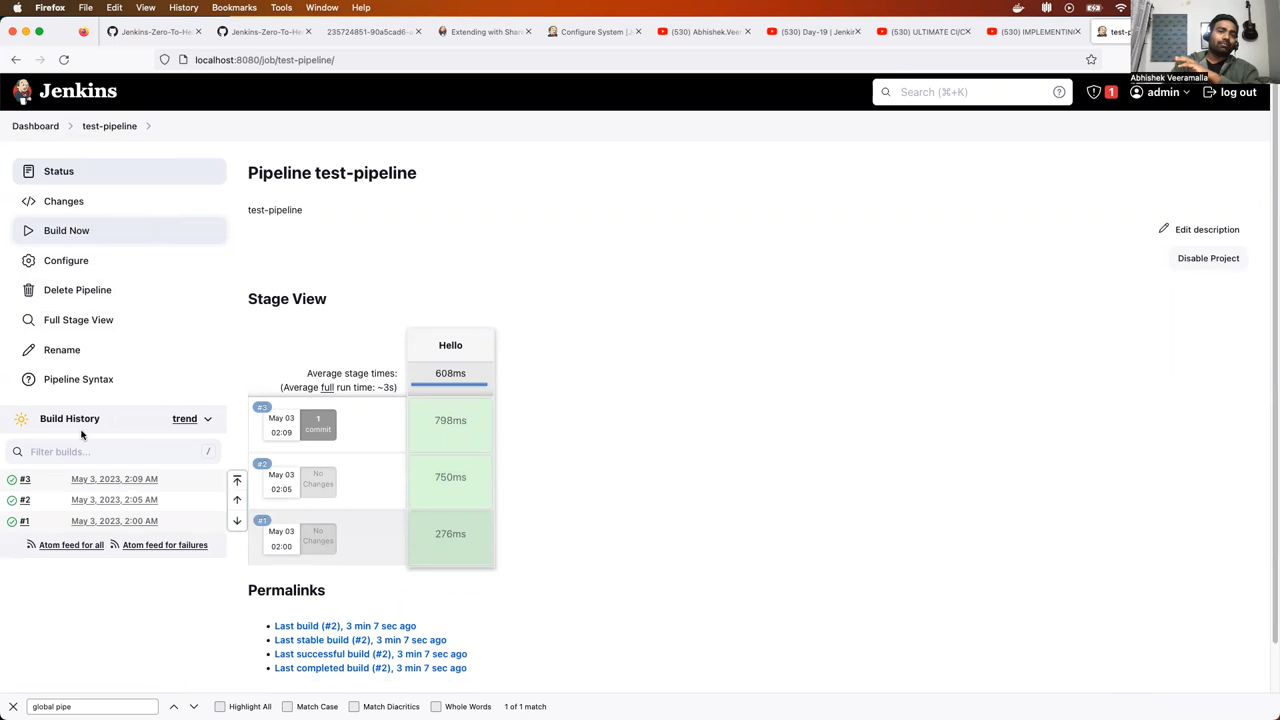 Firefox File Edit View History Bookmarks Tools Window Help
Jenkins-Zero-To-He
Jenkins-Zero-To-He
235724851-90a5cad6-
Extending with Shar
Configure System [J
(530) Abhishek.Veer
(530) Day-19 | Jenkir
(530) ULTIMATE CI/C
(530) IMPLEMENTIN
test-p
localhost:8080/job/test-pipeline/
Abhishek Veeramalla
Jenkins
Search (⌘+K)
1
admin
log out
Dashboard
test-pipeline
Status
Changes
Build Now
Configure
Delete Pipeline
Full Stage View
Rename
Pipeline Syntax
Build History
trend
Filter builds...
/
#3 May 3, 2023, 2:09 AM
#2 May 3, 2023, 2:05 AM
#1 May 3, 2023, 2:00 AM
Atom feed for all Atom feed for failures
Pipeline test-pipeline
test-pipeline
Edit description
Disable Project
Stage View
Hello
Average stage times:
(Average full run time: ~3s)
608ms
#3
May 03
02:09
1
commit
798ms
#2
May 03
02:05
No
Changes
750ms
#1
May 03
02:00
No
Changes
276ms
Permalinks
Last build (#2), 3 min 7 sec ago
Last stable build (#2), 3 min 7 sec ago
Last successful build (#2), 3 min 7 sec ago
Last completed build (#2), 3 min 7 sec ago
global pipe
Highlight All
Match Case
Match Diacritics
Whole Words
1 of 1 match